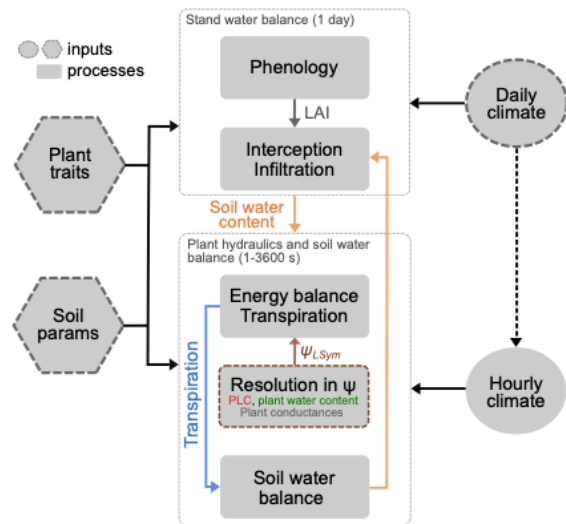 inputs
processes
Stand water balance (1 day)
Phenology
LAI
Interception
Infiltration
Daily
climate
Plant
traits
Soil water
content
Plant hydraulics and soil water
balance (1-3600 s)
Energy balance
Transpiration
Soil
params
ΨLSym
Transpiration
Resolution in ψ
PLC, plant water content
Plant conductances
Hourly
climate
Soil water
balance